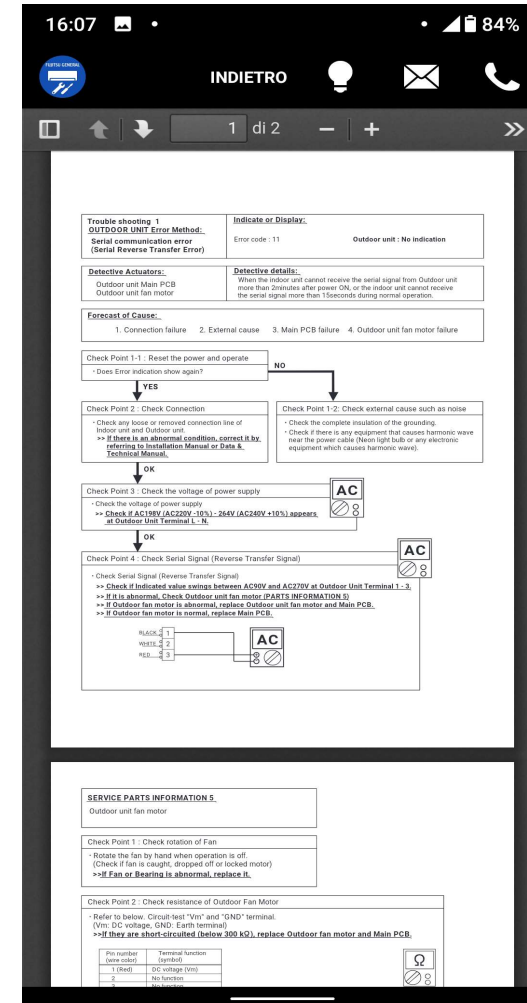 16:07
84%
FUJITSU GENERAL
INDIETRO
1 di 2
Trouble shooting 1
OUTDOOR UNIT Error Method:
Serial communication error
(Serial Reverse Transfer Error)
Indicate or Display:
Error code : 11 Outdoor unit : No indication
Detective Actuators:
Outdoor unit Main PCB
Outdoor unit fan motor
Detective details:
When the indoor unit cannot receive the serial signal from Outdoor unit
more than 2minutes after power ON, or the indoor unit cannot receive
the serial signal more than 15seconds during normal operation.
Forecast of Cause:
1. Connection failure 2. External cause 3. Main PCB failure 4. Outdoor unit fan motor failure
Check Point 1-1 : Reset the power and operate
・Does Error indication show again?
NO
YES
Check Point 2 : Check Connection
・Check any loose or removed connection line of
Indoor unit and Outdoor unit.
>> If there is an abnormal condition, correct it by
referring to Installation Manual or Data &
Technical Manual.
Check Point 1-2: Check external cause such as noise
・Check the complete insulation of the grounding.
・Check if there is any equipment that causes harmonic wave
near the power cable (Neon light bulb or any electronic
equipment which causes harmonic wave).
OK
Check Point 3 : Check the voltage of power supply
・Check the voltage of power supply
>> Check if AC198V (AC220V -10%) - 264V (AC240V +10%) appears
at Outdoor Unit Terminal L - N.
AC
OK
Check Point 4 : Check Serial Signal (Reverse Transfer Signal)
AC
・Check Serial Signal (Reverse Transfer Signal)
>> Check if Indicated value swings between AC90V and AC270V at Outdoor Unit Terminal 1 - 3.
>> If it is abnormal, Check Outdoor unit fan motor (PARTS INFORMATION 5)
>> If Outdoor fan motor is abnormal, replace Outdoor unit fan motor and Main PCB.
>> If Outdoor fan motor is normal, replace Main PCB.
BLACK 1
WHITE 2
RED 3
AC
SERVICE PARTS INFORMATION 5
Outdoor unit fan motor
Check Point 1 : Check rotation of Fan
・Rotate the fan by hand when operation is off.
(Check if fan is caught, dropped off or locked motor)
>>If Fan or Bearing is abnormal, replace it.
Check Point 2 : Check resistance of Outdoor Fan Motor
・Refer to below. Circuit-test "Vm" and "GND" terminal.
(Vm: DC voltage, GND: Earth terminal)
>>If they are short-circuited (below 300 kΩ), replace Outdoor fan motor and Main PCB.
Pin number (wire color) Terminal function (symbol)
1 (Red) DC voltage (Vm)
2 No function
3 No function
Ω